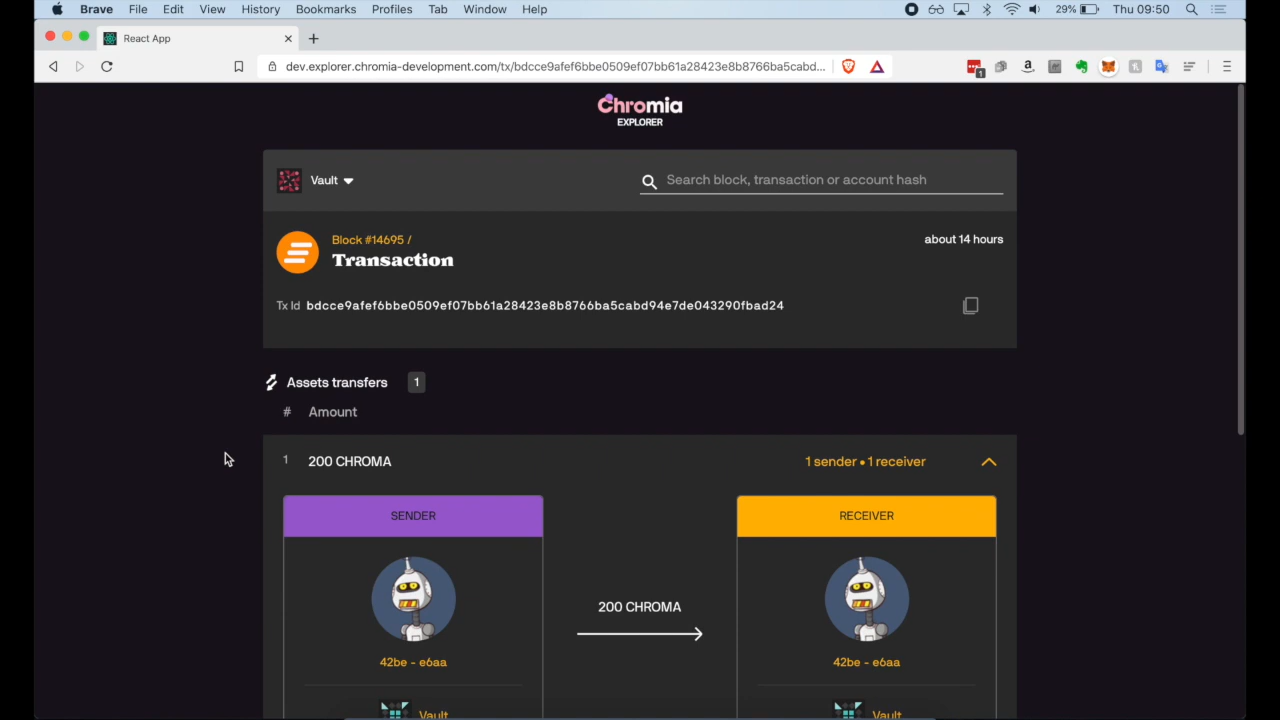 Brave File Edit View History Bookmarks Profiles Tab Window Help 29% Thu 09:50
React App
dev.explorer.chromia-development.com/tx/bdcce9afef6bbe0509ef07bb61a28423e8b8766ba5cabd... 1
Chromia
EXPLORER
Vault Search block, transaction or account hash
Block #14695 / about 14 hours
Transaction
Tx Id bdcce9afef6bbe0509ef07bb61a28423e8b8766ba5cabd94e7de043290fbad24
Assets transfers 1
# Amount
1 200 CHROMA 1 sender • 1 receiver
SENDER RECEIVER
200 CHROMA
42be - e6aa 42be - e6aa
Vault Vault